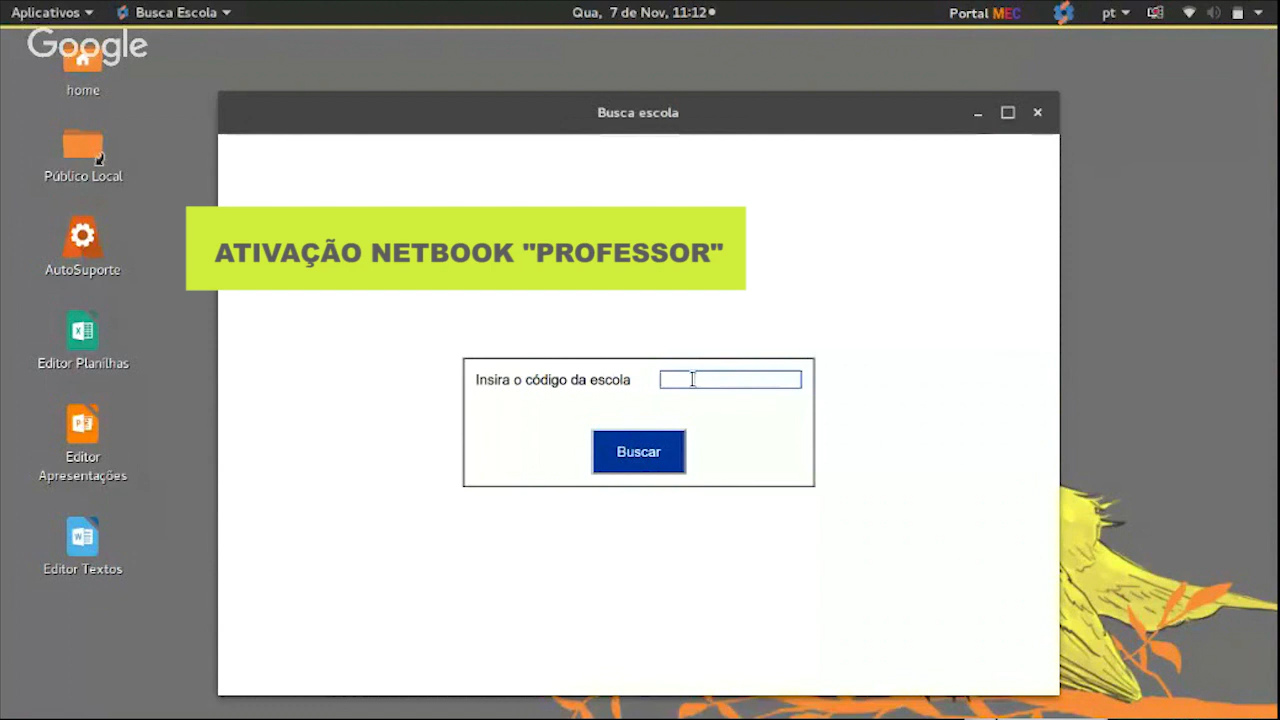 Aplicativos
Busca Escola
Qua, 7 de Nov, 11:12
Portal MEC
pt
Google
home
Público Local
AutoSuporte
Editor Planilhas
Editor
Apresentações
Editor Textos
Busca escola
ATIVAÇÃO NETBOOK "PROFESSOR"
Insira o código da escola
Buscar